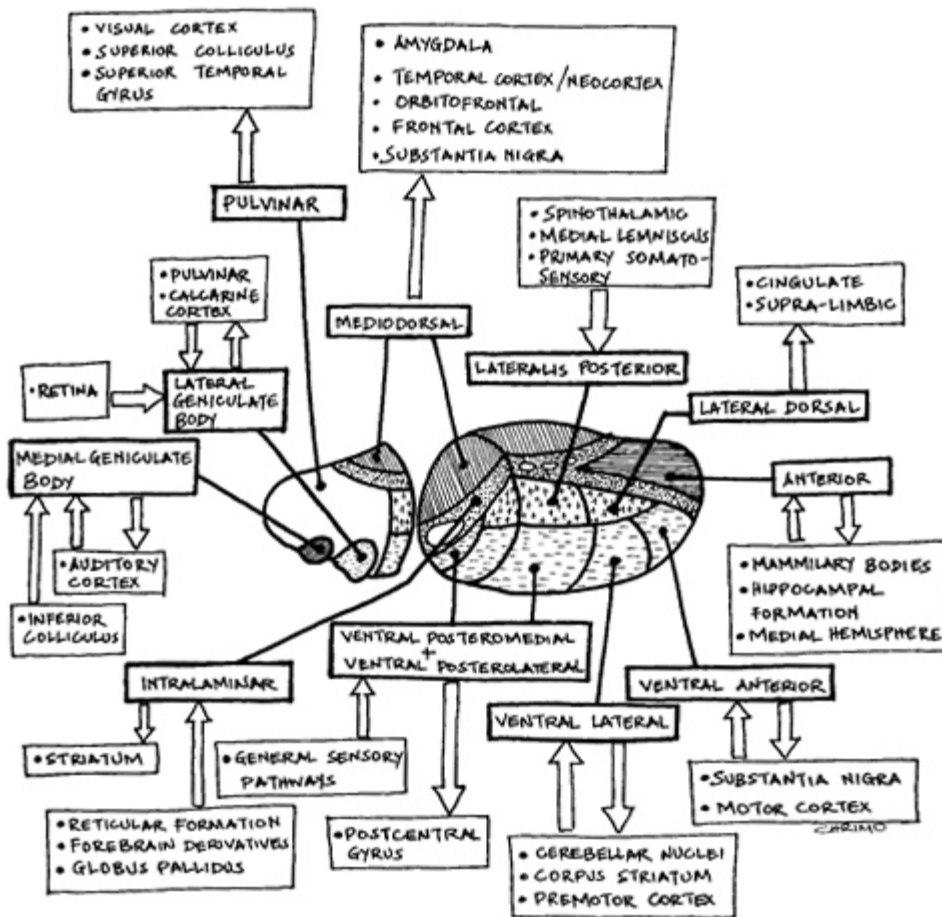 • VISUAL CORTEX
• SUPERIOR COLLICULUS
• SUPERIOR TEMPORAL
GYRUS
• AMYGDALA
• TEMPORAL CORTEX/NEOCORTEX
• ORBITOFRONTAL
• FRONTAL CORTEX
• SUBSTANTIA NIGRA
PULVINAR
• SPINOTHALAMIC
• MEDIAL LEMNISCUS
• PRIMARY SOMATO-
SENSORY
• PULVINAR
• CALCARINE
CORTEX
• CINGULATE
• SUPRA-LIMBIC
MEDIODORSAL
LATERALIS POSTERIOR
• RETINA
LATERAL
GENICULATE
BODY
LATERAL DORSAL
MEDIAL GENICULATE
BODY
ANTERIOR
• AUDITORY
CORTEX
• MAMMILARY BODIES
• HIPPOCAMPAL
FORMATION
• MEDIAL HEMISPHERE
• INFERIOR
COLLICULUS
VENTRAL POSTEROMEDIAL
+
VENTRAL POSTEROLATERAL
INTRALAMINAR
VENTRAL ANTERIOR
VENTRAL LATERAL
• STRIATUM
• GENERAL SENSORY
PATHWAYS
• SUBSTANTIA NIGRA
• MOTOR CORTEX
ZHRIMO
• RETICULAR FORMATION
• FOREBRAIN DERIVATIVES
• GLOBUS PALLIDUS
• POSTCENTRAL
GYRUS
• CEREBELLAR NUCLEI
• CORPUS STRIATUM
• PREMOTOR CORTEX